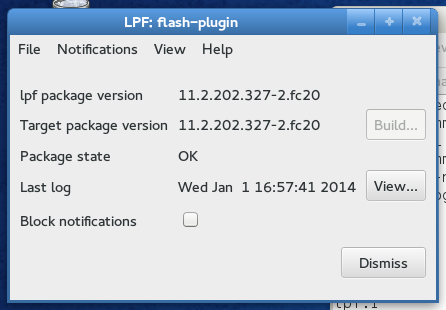 LPF: flash-plugin
File Notifications View Help
lpf package version 11.2.202.327-2.fc20
Target package version 11.2.202.327-2.fc20 Build...
Package state OK
Last log Wed Jan  1 16:57:41 2014 View...
Block notifications
Dismiss
lpf.1